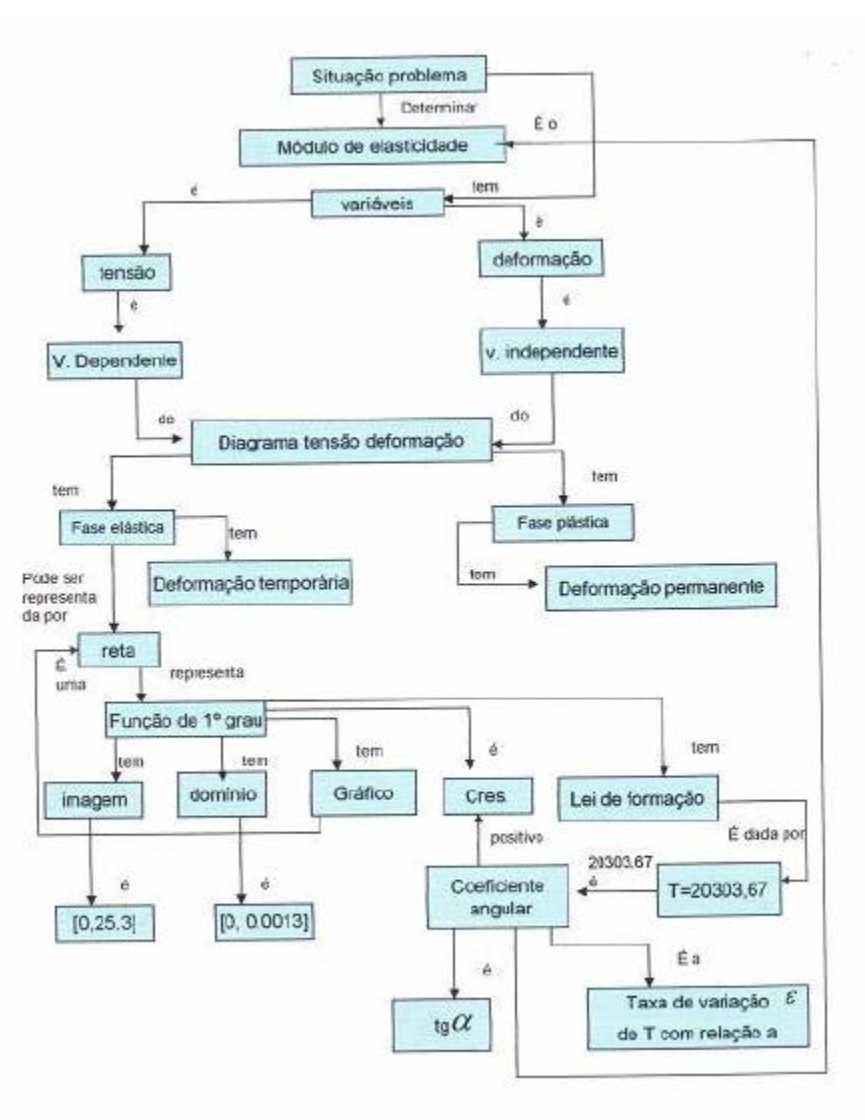 Situação problema
Determinar
É o
Módulo de elasticidade
é
tem
variáveis
é
tensão
deformação
é
é
V. Dependente
v. independente
do
do
Diagrama tensão deformação
tem
tem
Fase elástica
Fase plástica
tem
tem
Deformação temporária
Deformação permanente
Pode ser
representa
da por
reta
É
uma
representa
Função de 1º grau
tem
tem
tem
é
tem
imagem
domínio
Gráfico
Cres
Lei de formação
positivo
É dada por
20303,67
é
é
é
Coeficiente
angular
T=20303,67
[0,25.3]
[0, 0.0013]
é
É a
tg α
Taxa de variação ε
de T com relação a